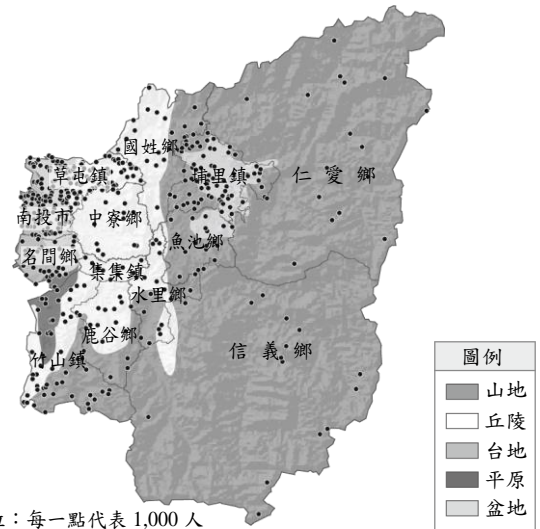 國姓鄉
草屯鎮
埔里鎮
仁愛鄉
南投市
中寮鄉
魚池鄉
名間鄉
集集鎮
水里鄉
鹿谷鄉
信義鄉
竹山鎮
圖例
山地
丘陵
台地
平原
盆地
：每一點代表 1,000 人